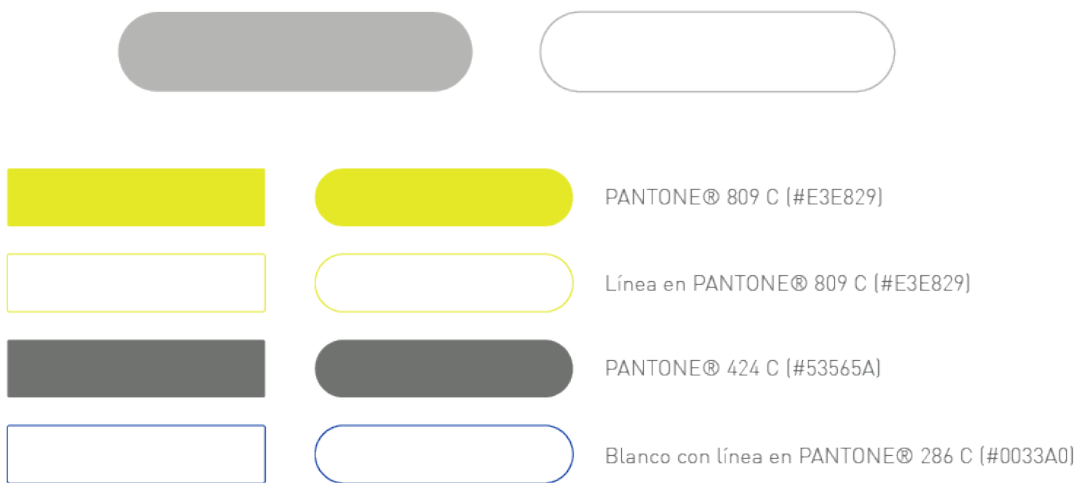 PANTONE® 809 C (#E3E829)
Línea en PANTONE® 809 C (#E3E829)
PANTONE® 424 C (#53565A)
Blanco con línea en PANTONE® 286 C (#0033A0)